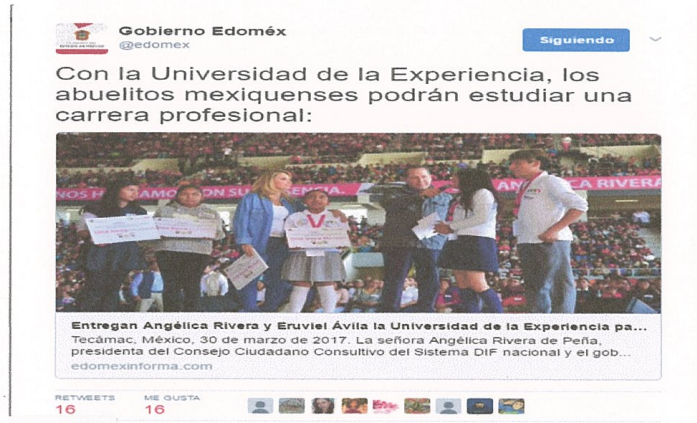 Gobierno Edoméx
@edomex
Siguiendo
Con la Universidad de la Experiencia, los
abuelitos mexiquenses podrán estudiar una
carrera profesional:
ANGÉLICA RIVERA
Entregan Angélica Rivera y Eruviel Ávila la Universidad de la Experiencia pa...
Tecámac, México, 30 de marzo de 2017. La señora Angélica Rivera de Peña,
presidenta del Consejo Ciudadano Consultivo del Sistema DIF nacional y el gob...
edomexinforma.com
RETWEETS
16
ME GUSTA
16